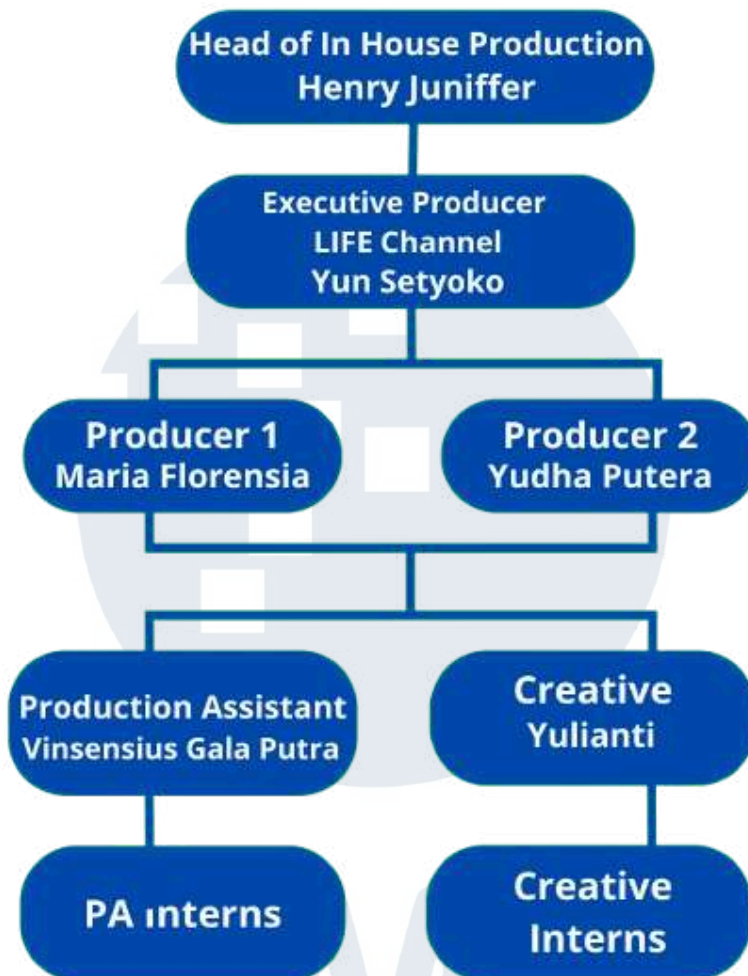 Head of In House Production
Henry Juniffer
Executive Producer
LIFE Channel
Yun Setyoko
Producer 1
Maria Florensia
Producer 2
Yudha Putera
Production Assistant
Vinsensius Gala Putra
Creative
Yulianti
PA Interns
Creative
Interns